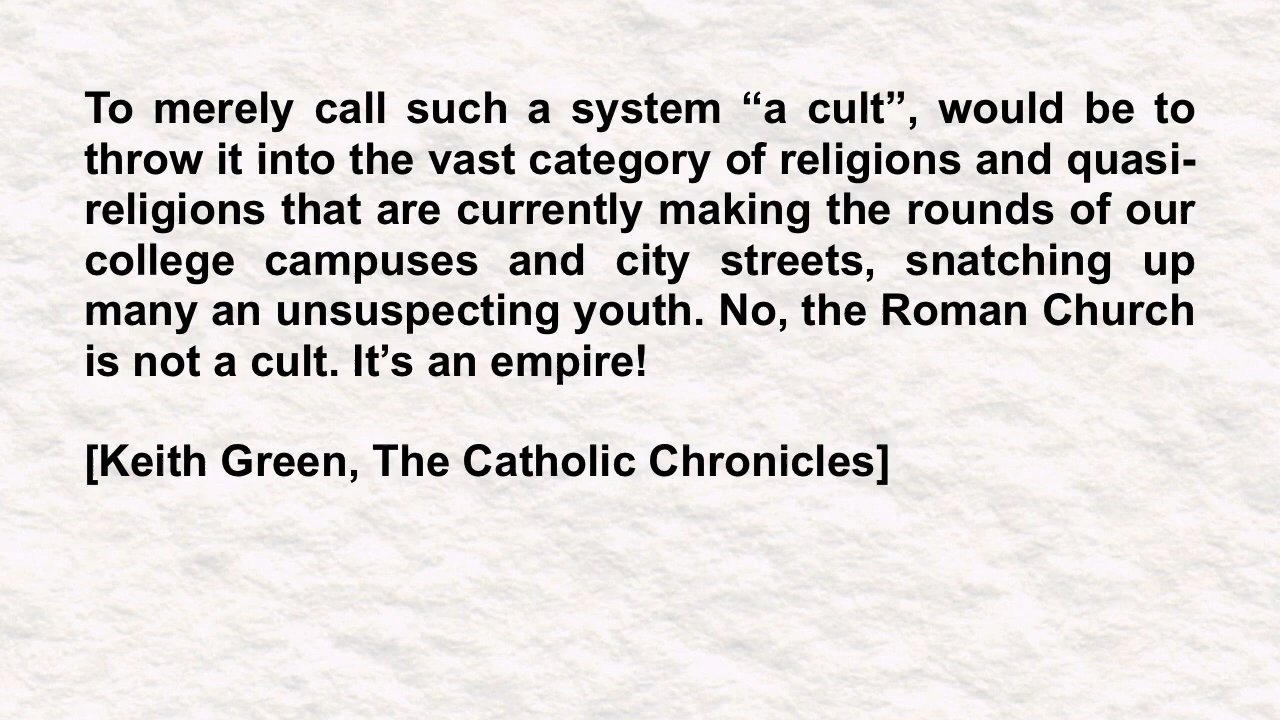 To merely call such a system “a cult”, would be to
throw it into the vast category of religions and quasi-
religions that are currently making the rounds of our
college campuses and city streets, snatching up
many an unsuspecting youth. No, the Roman Church
is not a cult. It’s an empire!
[Keith Green, The Catholic Chronicles]